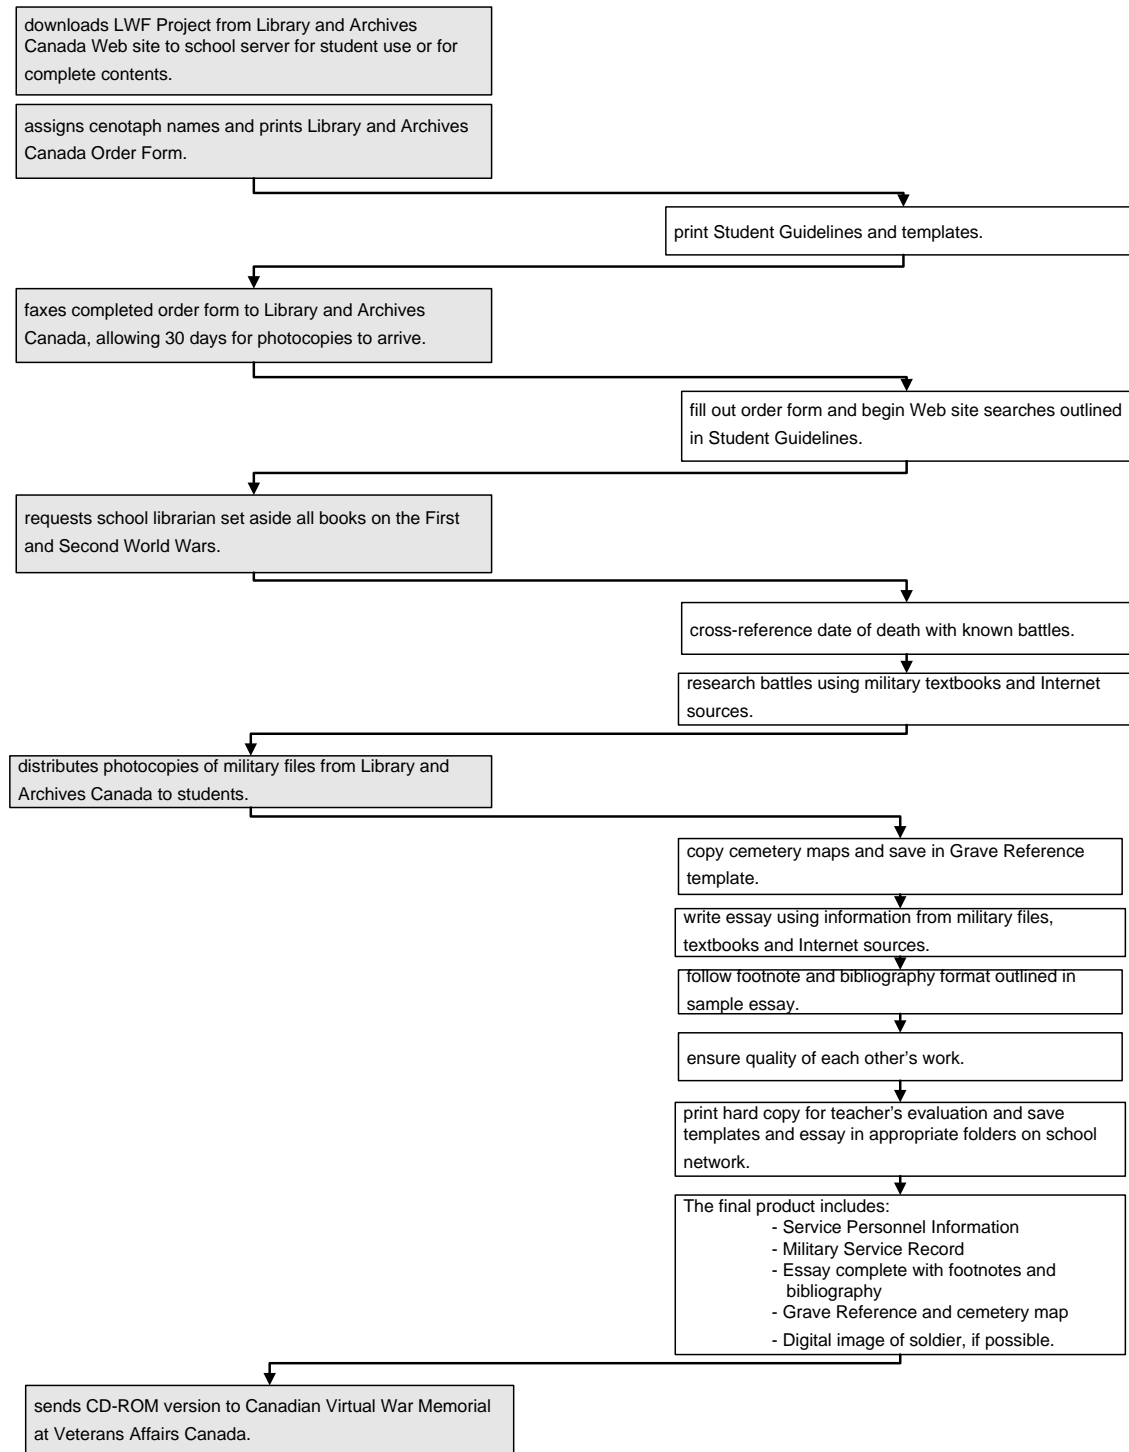 downloads LWF Project from Library and Archives
Canada Web site to school server for student use or for
complete contents.
assigns cenotaph names and prints Library and Archives
Canada Order Form.
print Student Guidelines and templates.
faxes completed order form to Library and Archives
Canada, allowing 30 days for photocopies to arrive.
fill out order form and begin Web site searches outlined
in Student Guidelines.
requests school librarian set aside all books on the First
and Second World Wars.
cross-reference date of death with known battles.
research battles using military textbooks and Internet
sources.
distributes photocopies of military files from Library and
Archives Canada to students.
copy cemetery maps and save in Grave Reference
template.
write essay using information from military files,
textbooks and Internet sources.
follow footnote and bibliography format outlined in
sample essay.
ensure quality of each other's work.
print hard copy for teacher's evaluation and save
templates and essay in appropriate folders on school
network.
The final product includes:
- Service Personnel Information
- Military Service Record
- Essay complete with footnotes and
bibliography
- Grave Reference and cemetery map
- Digital image of soldier, if possible.
sends CD-ROM version to Canadian Virtual War Memorial
at Veterans Affairs Canada.